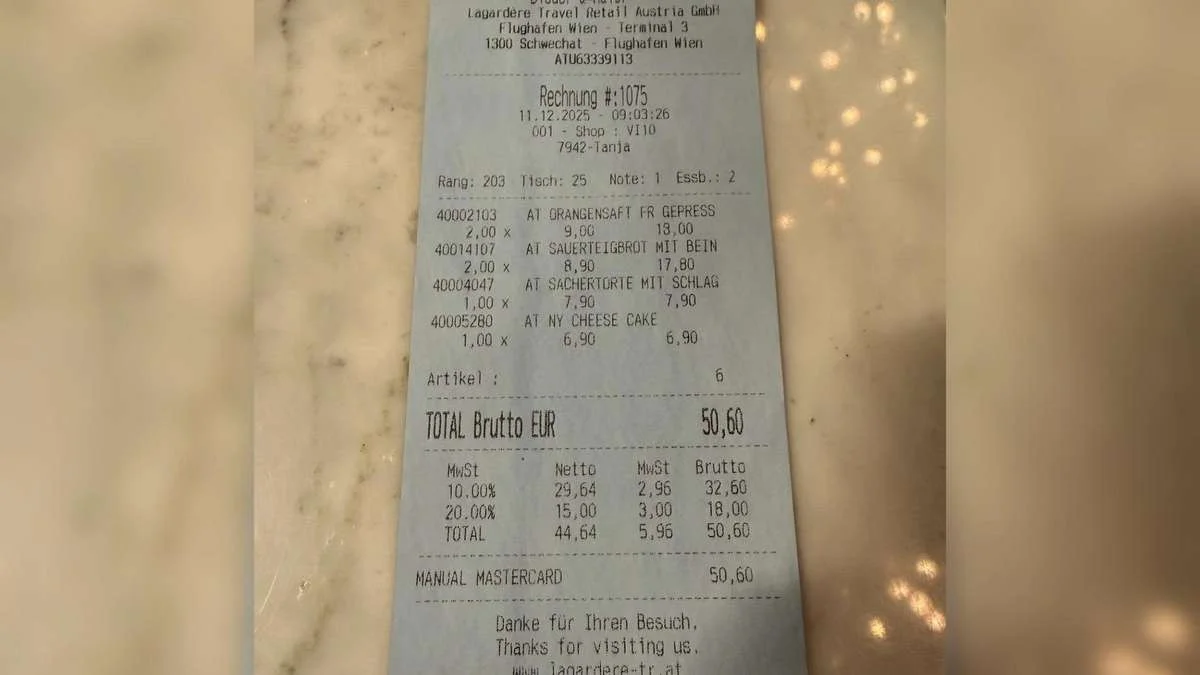 Lagardère Travel Retail Austria GmbH
Flughafen Wien - Terminal 3
1300 Schwechat - Flughafen Wien
ATU63339113
Rechnung #:1075
11.12.2025 - 09:03:26
001 - Shop : VI10
7942-Tanja
Rang: 203 Tisch: 25 Note: 1 Essb.: 2
40002103 AT ORANGENSAFT FR GEPRESS
2,00 x 9,00 18,00
40014107 AT SAUERTEIGBROT MIT BEIN
2,00 x 8,90 17,80
40004047 AT SACHERTORTE MIT SCHLAG
1,00 x 7,90 7,90
40005280 AT NY CHEESE CAKE
1,00 x 6,90 6,90
Artikel : 6
TOTAL Brutto EUR 50,60
MwSt Netto MwSt Brutto
10.00% 29,64 2,96 32,60
20.00% 15,00 3,00 18,00
TOTAL 44,64 5,96 50,60
MANUAL MASTERCARD 50,60
Danke für Ihren Besuch.
Thanks for visiting us.
www.lagardere-tr.at